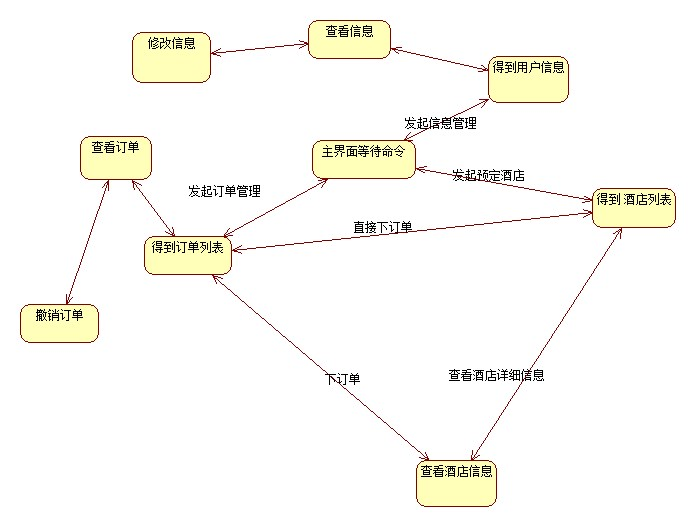 查看信息
修改信息
得到用户信息
发起信息管理
查看订单
主界面等待命令
发起预定酒店
发起订单管理
得到 酒店列表
直接下订单
得到订单列表
撤销订单
查看酒店详细信息
下订单
查看酒店信息